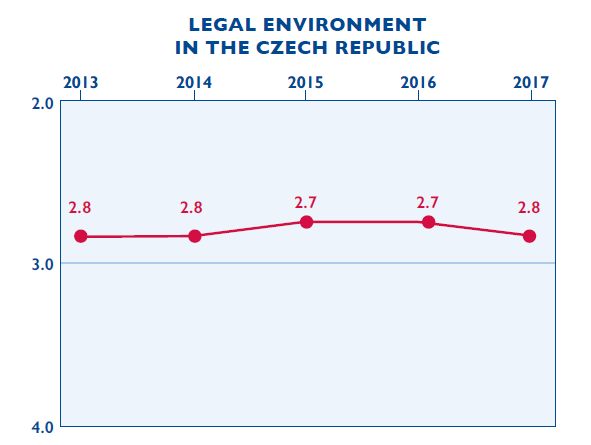 LEGAL ENVIRONMENT
IN THE CZECH REPUBLIC
2013 2014 2015 2016 2017
2.0
2.8 2.8 2.7 2.7 2.8
3.0
4.0